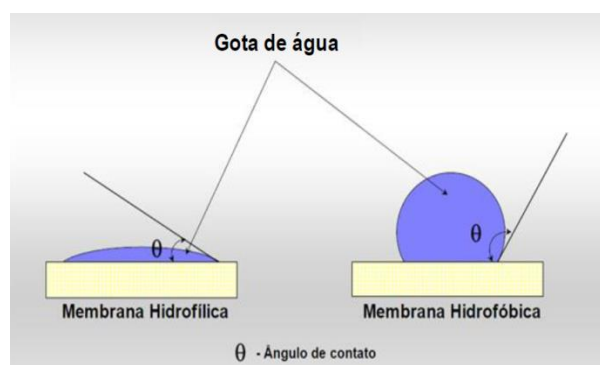 Gota de água
θ
θ
Membrana Hidrofílica
Membrana Hidrofóbica
θ - Ângulo de contato